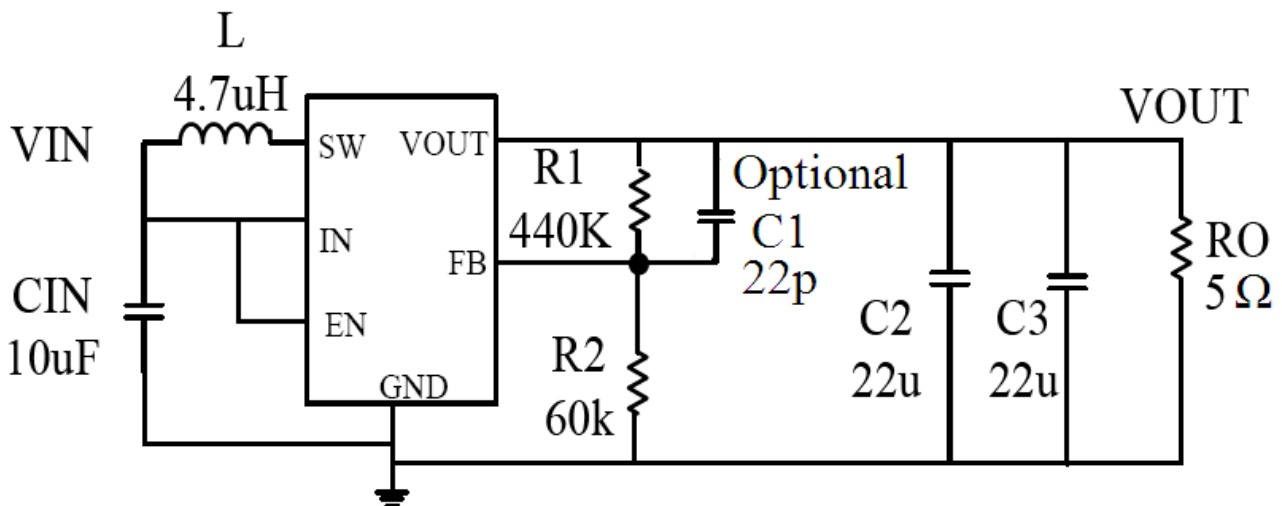 L
4.7uH
VIN
SW
VOUT
IN
FB
EN
GND
CIN
10uF
R1
440K
Optional
C1
22p
R2
60k
C2
22u
C3
22u
VOUT
RO
5 Ω